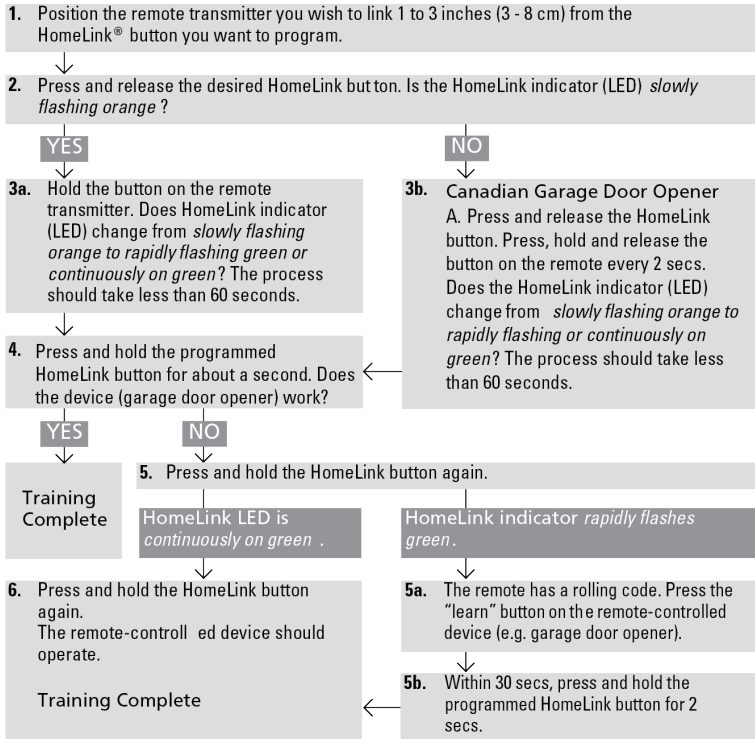 1. Position the remote transmitter you wish to link 1 to 3 inches (3 - 8 cm) from the
HomeLink® button you want to program.
2. Press and release the desired HomeLink button. Is the HomeLink indicator (LED) slowly
flashing orange ?
YES
NO
3a. Hold the button on the remote
transmitter. Does HomeLink indicator
(LED) change from slowly flashing
orange to rapidly flashing green or
continuously on green? The process
should take less than 60 seconds.
3b. Canadian Garage Door Opener
A. Press and release the HomeLink
button. Press, hold and release the
button on the remote every 2 secs.
Does the HomeLink indicator (LED)
change from slowly flashing orange to
rapidly flashing or continuously on
green? The process should take less
than 60 seconds.
4. Press and hold the programmed
HomeLink button for about a second. Does
the device (garage door opener) work?
YES
NO
Training
Complete
5. Press and hold the HomeLink button again.
HomeLink LED is
continuously on green .
HomeLink indicator rapidly flashes
green.
6. Press and hold the HomeLink button
again.
The remote-controll ed device should
operate.
Training Complete
5a. The remote has a rolling code. Press the
“learn” button on the remote-controlled
device (e.g. garage door opener).
5b. Within 30 secs, press and hold the
programmed HomeLink button for 2
secs.